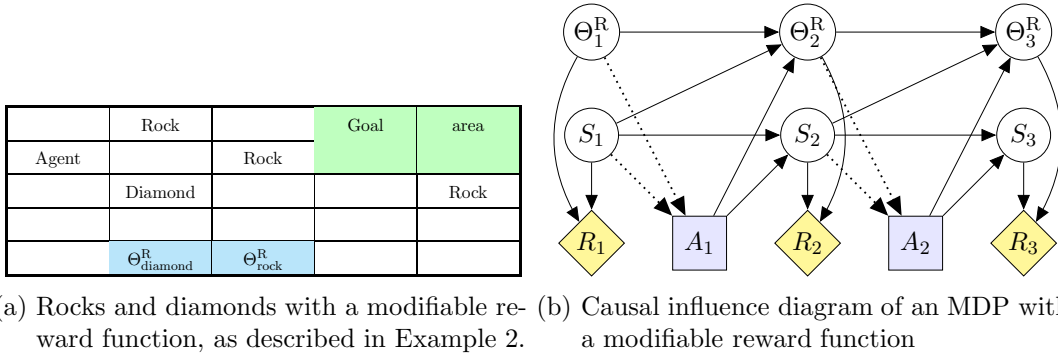 Rock Goal area
Agent Rock
Diamond Rock
Θ^R_diamond Θ^R_rock
Θ^R_1 Θ^R_2 Θ^R_3
S_1 S_2 S_3
R_1 A_1 R_2 A_2 R_3
a) Rocks and diamonds with a modifiable re-
ward function, as described in Example 2.
(b) Causal influence diagram of an MDP with
a modifiable reward function